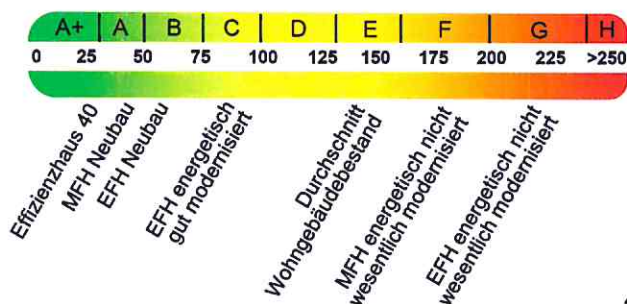 A+ A B C D E F G H
0 25 50 75 100 125 150 175 200 225 >250
Effizienzhaus 40
MFH Neubau
EFH Neubau
EFH energetisch
gut modernisiert
Durchschnitt
Wohngebäudebestand
MFH energetisch nicht
wesentlich modernisiert
EFH energetisch nicht
wesentlich modernisiert